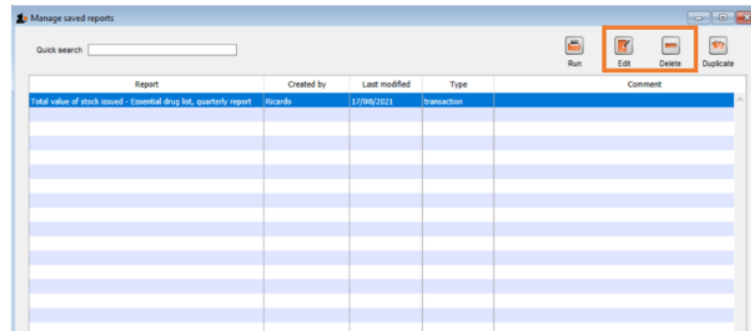 Manage saved reports
Quick search
Run Edit Delete Duplicate
Report Created by Last modified Type Comment
Total value of stock issued - Essential drug list, quarterly report Ricardo 17/08/2021 transaction